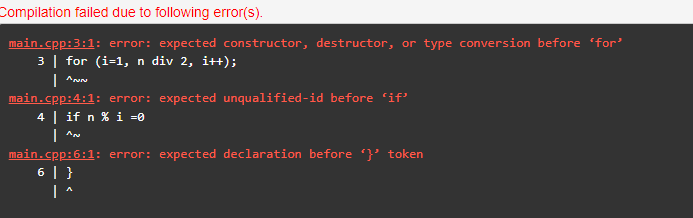 Compilation failed due to following error(s).
main.cpp:3:1: error: expected constructor, destructor, or type conversion before ‘for’
3 | for (i=1, n div 2, i++);
| ^~~
main.cpp:4:1: error: expected unqualified-id before ‘if’
4 | if n % i =0
| ^~
main.cpp:6:1: error: expected declaration before ‘}’ token
6 | }
| ^